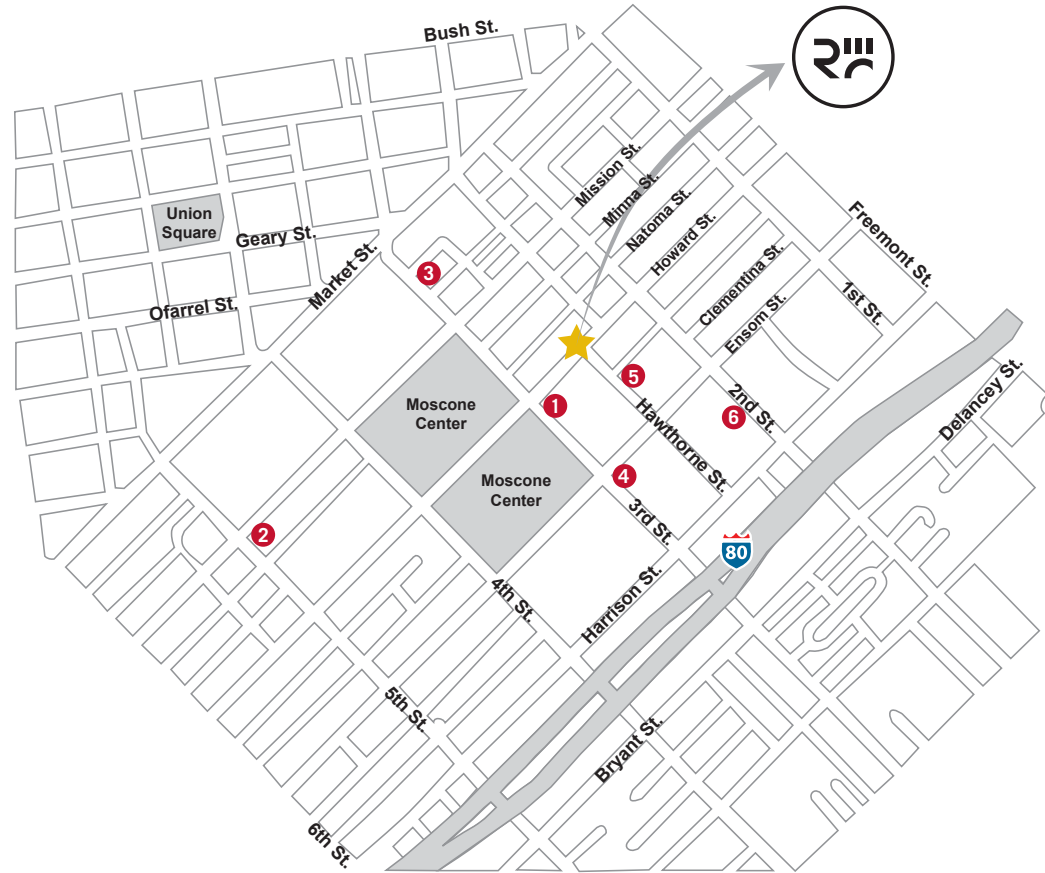 Bush St.
Mission St.
Minna St.
Natoma St.
Howard St.
Union
Square
Geary St.
Market St.
Ofarrel St.
Freemont St.
Clementina St.
1st St.
Ensom St.
3
5
Moscone
Center
1
2nd St.
6
Hawthorne St.
Delancey St.
Moscone
Center
4
3rd St.
2
80
4th St.
Harrison St.
5th St.
Bryant St.
6th St.